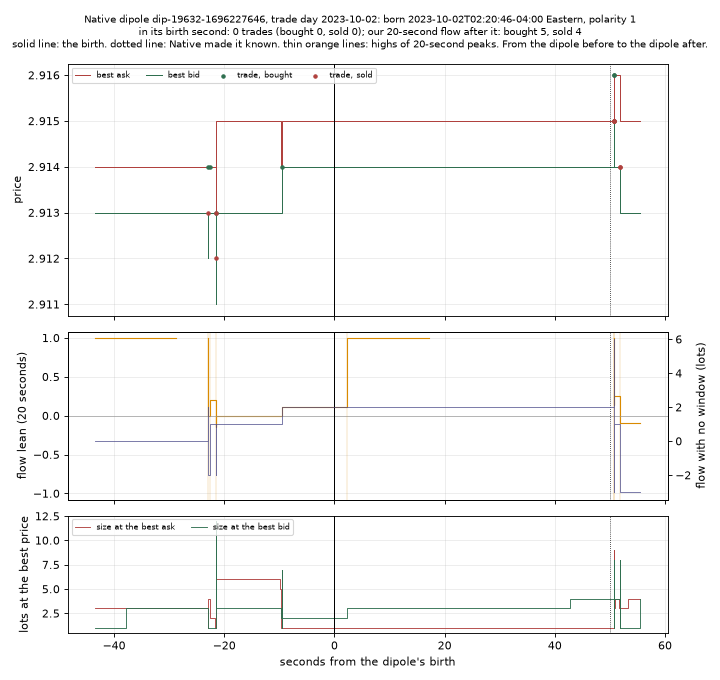 Native dipole dip-19632-1696227646, trade day 2023-10-02: born 2023-10-02T02:20:46-04:00 Eastern, polarity 1
in its birth second: 0 trades (bought 0, sold 0); our 20-second flow after it: bought 5, sold 4
solid line: the birth. dotted line: Native made it known. thin orange lines: highs of 20-second peaks. From the dipole before to the dipole after.
best ask best bid trade, bought trade, sold
2.916
2.915
2.914
2.913
2.912
2.911
price
1.0
0.5
0.0
−0.5
−1.0
flow lean (20 seconds)
6
4
2
0
−2
flow with no window (lots)
size at the best ask size at the best bid
12.5
10.0
7.5
5.0
2.5
lots at the best price
−40 −20 0 20 40 60
seconds from the dipole's birth